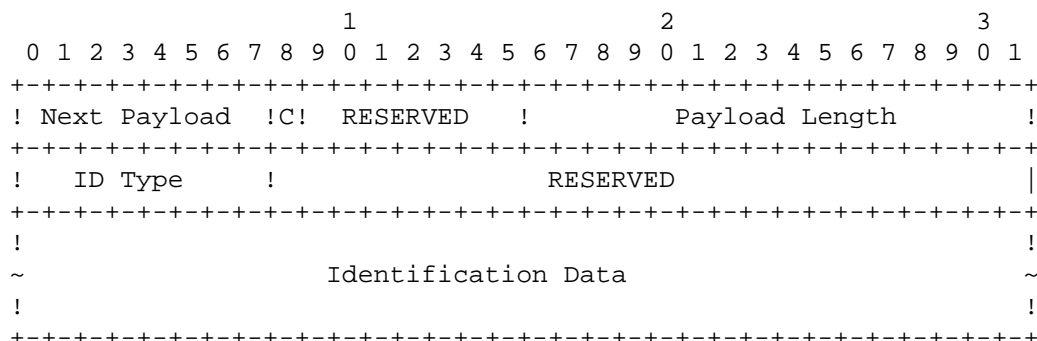 1                   2                   3
 0 1 2 3 4 5 6 7 8 9 0 1 2 3 4 5 6 7 8 9 0 1 2 3 4 5 6 7 8 9 0 1
+-+-+-+-+-+-+-+-+-+-+-+-+-+-+-+-+-+-+-+-+-+-+-+-+-+-+-+-+-+-+-+-+
! Next Payload  !C!  RESERVED   !         Payload Length        !
+-+-+-+-+-+-+-+-+-+-+-+-+-+-+-+-+-+-+-+-+-+-+-+-+-+-+-+-+-+-+-+-+
!   ID Type     !                 RESERVED                      |
+-+-+-+-+-+-+-+-+-+-+-+-+-+-+-+-+-+-+-+-+-+-+-+-+-+-+-+-+-+-+-+-+
!                                                               !
~                   Identification Data                         ~
!                                                               !
+-+-+-+-+-+-+-+-+-+-+-+-+-+-+-+-+-+-+-+-+-+-+-+-+-+-+-+-+-+-+-+-+